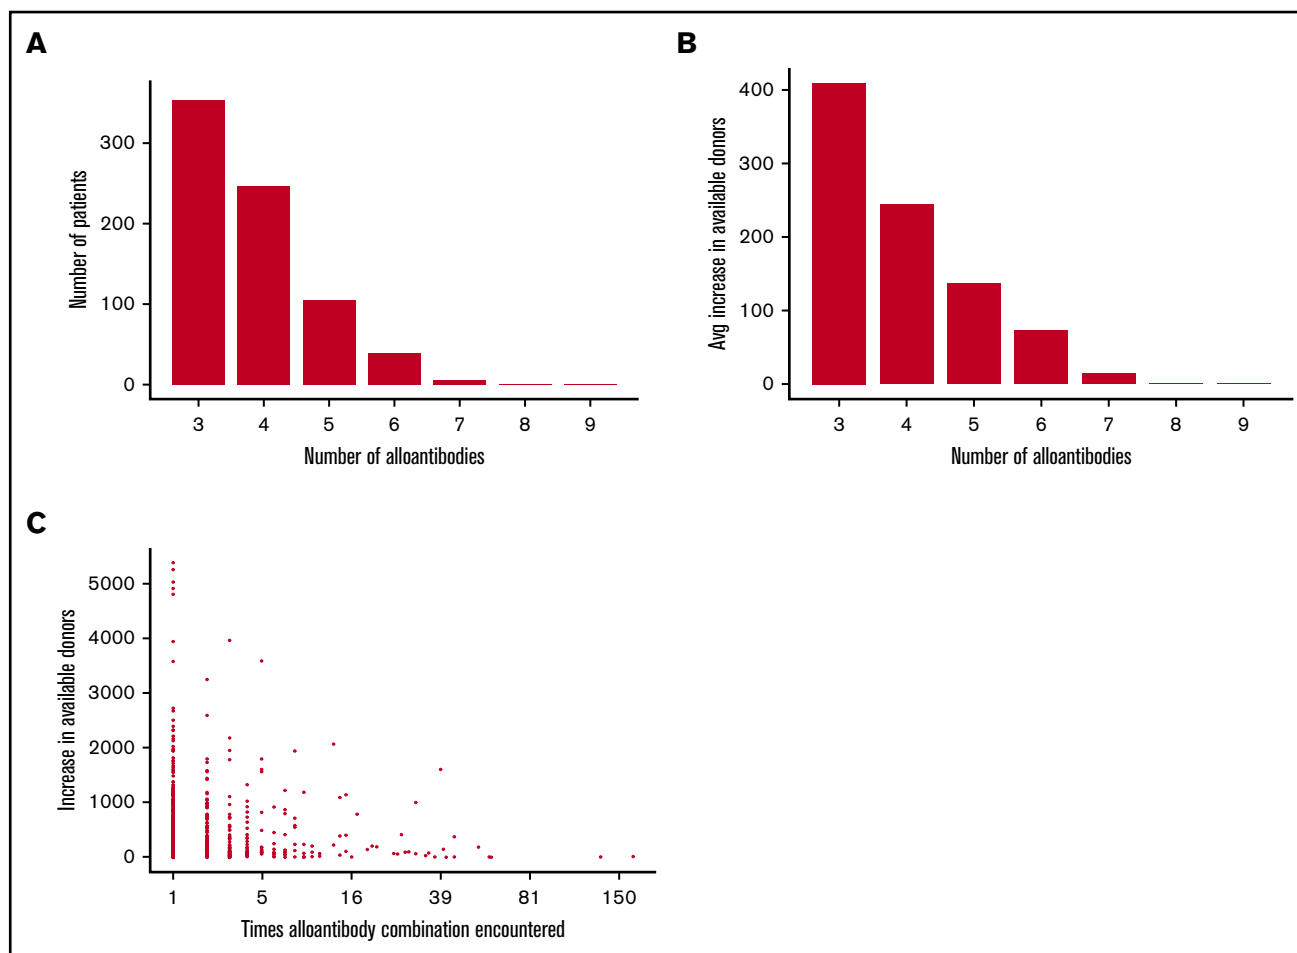 A
Number of patients
300
200
100
0
3 4 5 6 7 8 9
Number of alloantibodies
B
Avg increase in available donors
400
300
200
100
0
3 4 5 6 7 8 9
Number of alloantibodies
C
Increase in available donors
5000
4000
3000
2000
1000
0
1 5 16 39 81 150
Times alloantibody combination encountered